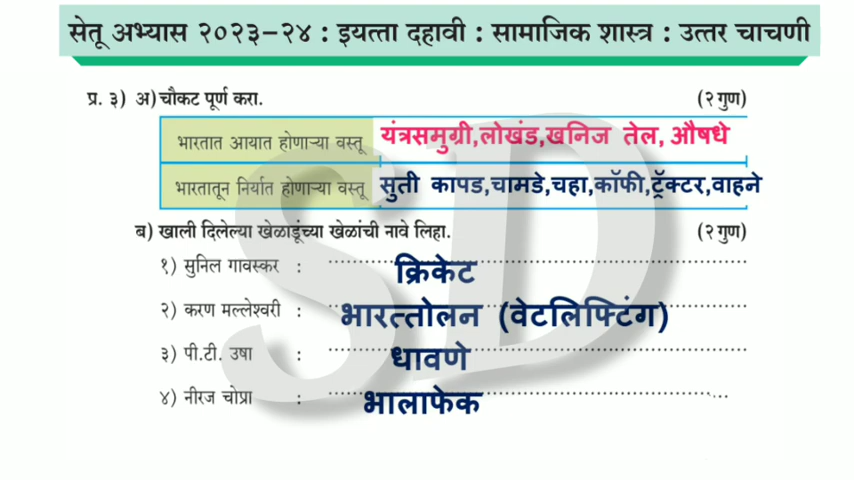 सेतू अभ्यास २०२३-२४ : इयत्ता दहावी : सामाजिक शास्त्र : उत्तर चाचणी
प्र. ३) अ) चौकट पूर्ण करा. (२ गुण)
भारतात आयात होणाऱ्या वस्तू यंत्रसमुग्री,लोखंड,खनिज तेल, औषधे
भारतातून निर्यात होणाऱ्या वस्तू सुती कापड,चामडे,चहा,कॉफी,ट्रॅक्टर,वाहने
ब) खाली दिलेल्या खेळाडूंच्या खेळांची नावे लिहा. (२ गुण)
१) सुनिल गावस्कर : क्रिकेट
२) करण मल्लेश्वरी : भारत्तोलन (वेटलिफ्टिंग)
३) पी.टी. उषा : धावणे
४) नीरज चोप्रा : भालाफेक
SD